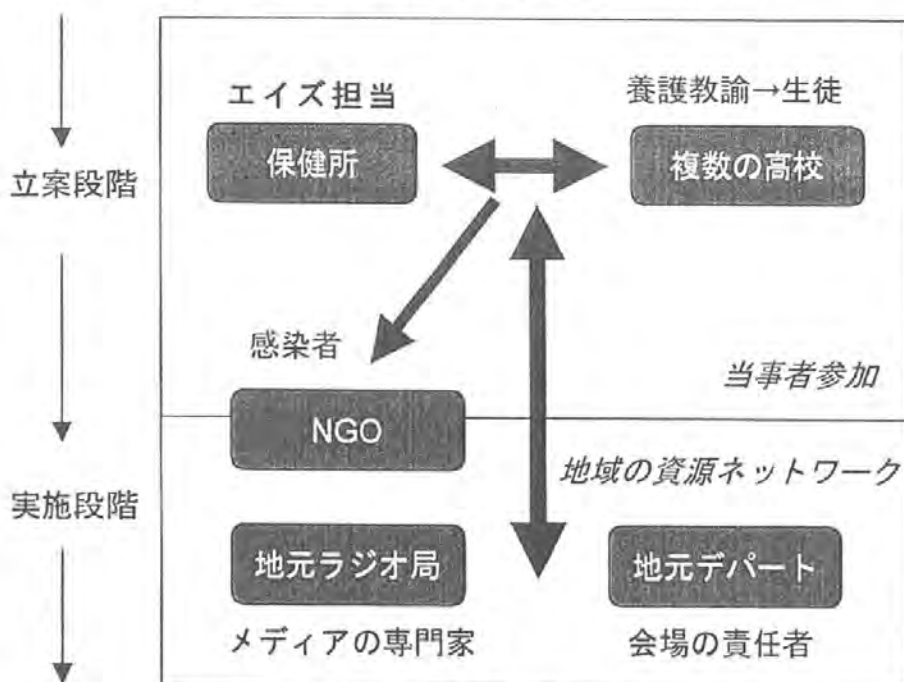 エイズ担当
養護教諭→生徒
保健所
複数の高校
立案段階
感染者
当事者参加
NGO
地域の資源ネットワーク
実施段階
地元ラジオ局
地元デパート
メディアの専門家
会場の責任者